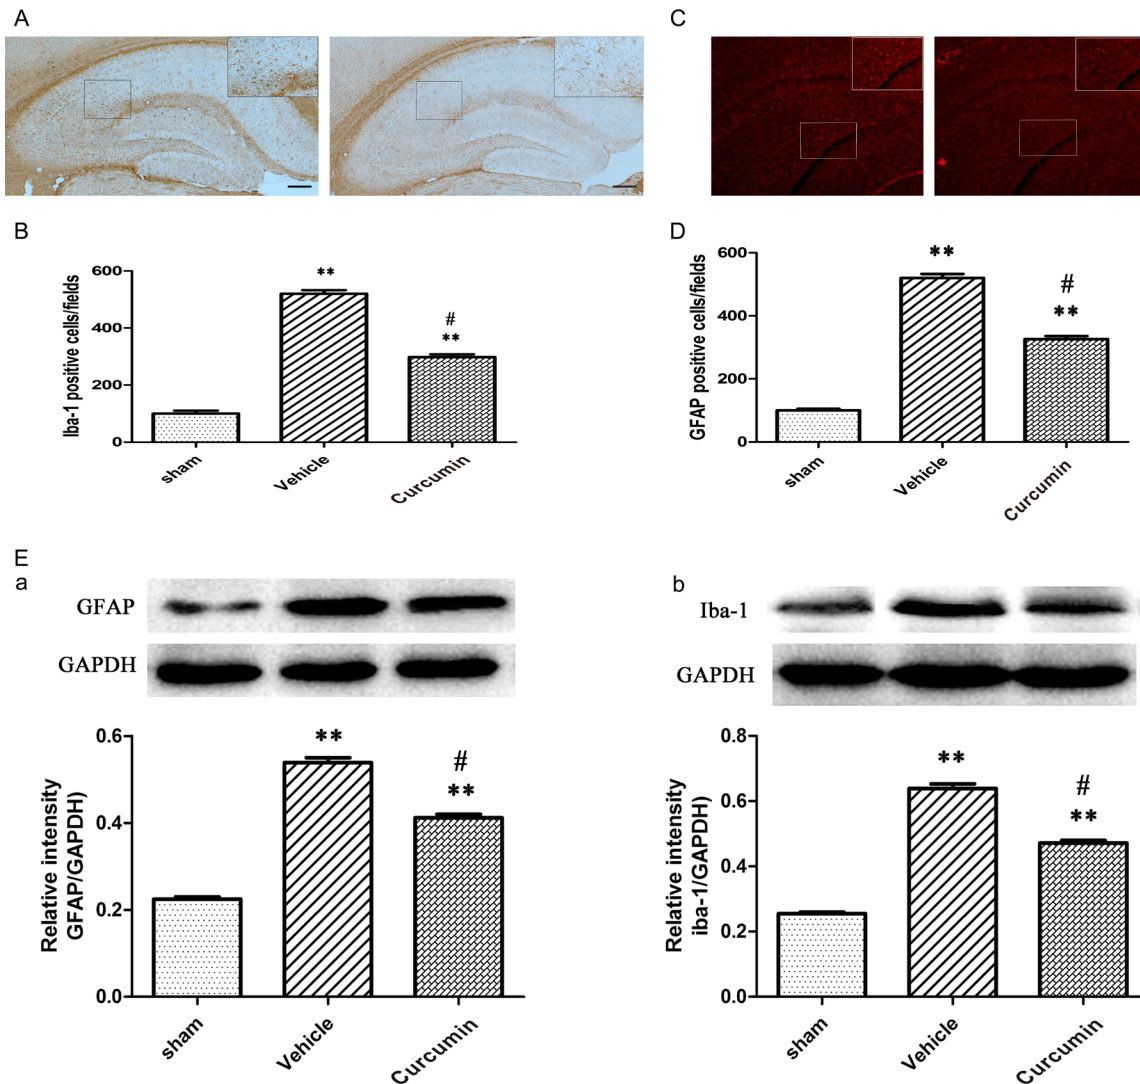 A
C
B
Iba-1 positive cells/fields
600
400
200
0
**
#
**
sham
Vehicle
Curcumin
D
GFAP positive cells/fields
600
400
200
0
**
#
**
sham
Vehicle
Curcumin
E
a
GFAP
GAPDH
Relative intensity
GFAP/GAPDH)
0.6
0.4
0.2
0.0
**
#
**
sham
Vehicle
Curcumin
b
Iba-1
GAPDH
Relative intensity
iba-1/GAPDH)
0.8
0.6
0.4
0.2
0.0
**
#
**
sham
Vehicle
Curcumin